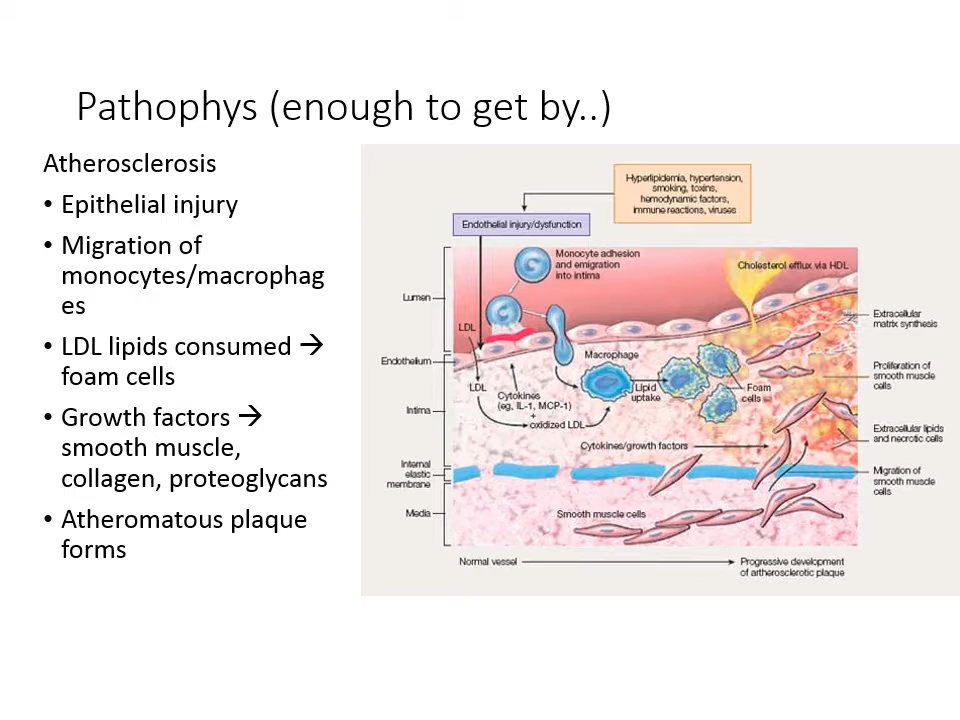 Pathophys (enough to get by..)
Atherosclerosis
• Epithelial injury
• Migration of
monocytes/macrophag
es
• LDL lipids consumed →
foam cells
• Growth factors →
smooth muscle,
collagen, proteoglycans
• Atheromatous plaque
forms
Hyperlipidemia, hypertension,
smoking, toxins,
hemodynamic factors,
immune reactions, viruses
Endothelial injury/dysfunction
Monocyte adhesion
and emigration
into intima
Cholesterol efflux via HDL
Lumen
LDL
Extracellular
matrix synthesis
Endothelium
Macrophage
LDL
Cytokines
(eg, IL-1, MCP-1)
+
oxidized LDL
Lipid
uptake
Foam
cells
Proliferation of
smooth muscle
cells
Intima
Cytokines/growth factors
Extracellular lipids
and necrotic cells
Internal
elastic
membrane
Migration of
smooth muscle
cells
Media
Smooth muscle cells
Normal vessel
Progressive development
of artherosclerotic plaque